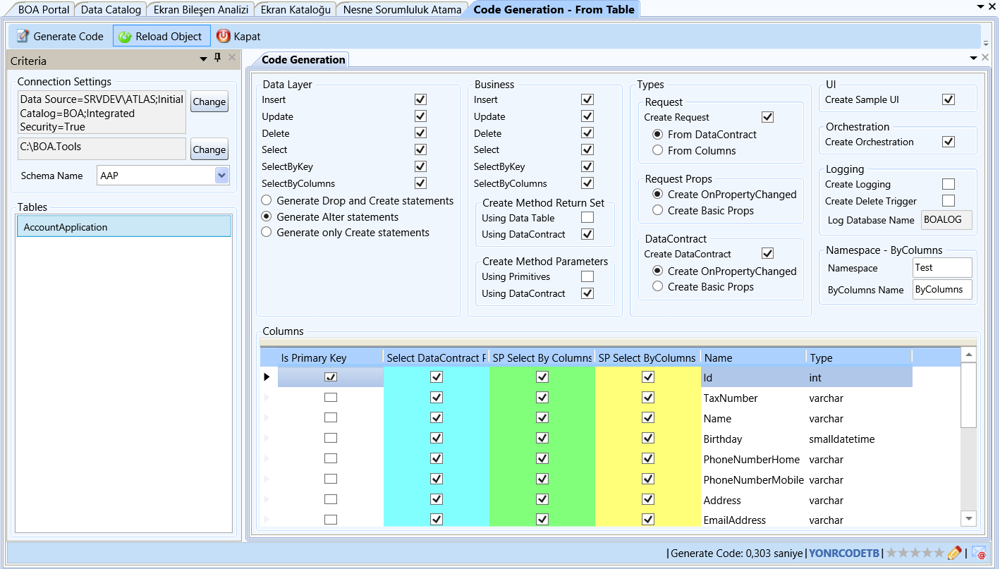 BOA Portal
Data Catalog
Ekran Bileşen Analizi
Ekran Kataloğu
Nesne Sorumluluk Atama
Code Generation - From Table
Generate Code
Reload Object
Kapat
Criteria
Connection Settings
Data Source=SRVDEV\ATLAS;Initial
Catalog=BOA;Integrated
Security=True
Change
C:\BOA.Tools
Change
Schema Name
AAP
Tables
AccountApplication
Code Generation
Data Layer
Insert
Update
Delete
Select
SelectByKey
SelectByColumns
Generate Drop and Create statements
Generate Alter statements
Generate only Create statements
Business
Insert
Update
Delete
Select
SelectByKey
SelectByColumns
Create Method Return Set
Using Data Table
Using DataContract
Create Method Parameters
Using Primitives
Using DataContract
Types
Request
Create Request
From DataContract
From Columns
Request Props
Create OnPropertyChanged
Create Basic Props
DataContract
Create DataContract
Create OnPropertyChanged
Create Basic Props
UI
Create Sample UI
Orchestration
Create Orchestration
Logging
Create Logging
Create Delete Trigger
Log Database Name
BOALOG
Namespace - ByColumns
Namespace
Test
ByColumns Name
ByColumns
Columns
Is Primary Key
Select DataContract
SP Select By Columns
SP Select ByColumns
Name
Type
Id
int
TaxNumber
varchar
Name
varchar
Birthday
smalldatetime
PhoneNumberHome
varchar
PhoneNumberMobile
varchar
Address
varchar
EmailAddress
varchar
|Generate Code: 0,303 saniye|YONRCODETB|